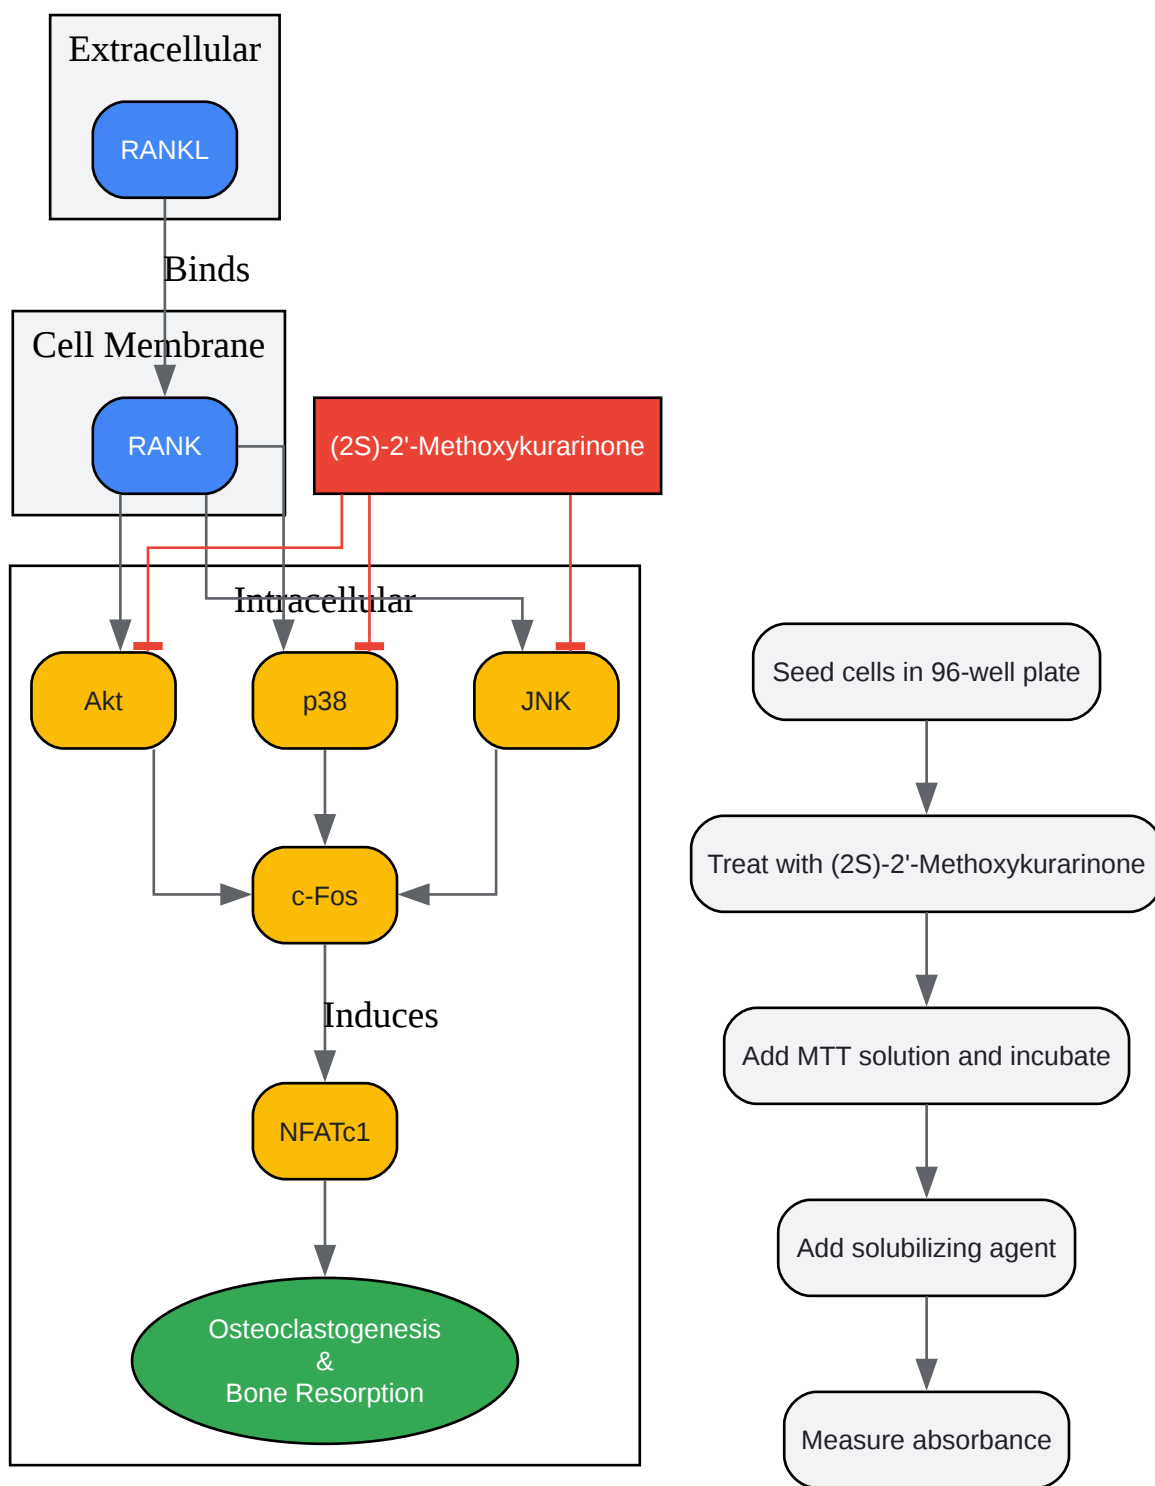 Extracellular
RANKL
Binds
Cell Membrane
RANK
(2S)-2'-Methoxykurarinone
Intracellular
Akt
p38
JNK
c-Fos
Induces
NFATc1
Osteoclastogenesis
&
Bone Resorption
Seed cells in 96-well plate
Treat with (2S)-2'-Methoxykurarinone
Add MTT solution and incubate
Add solubilizing agent
Measure absorbance